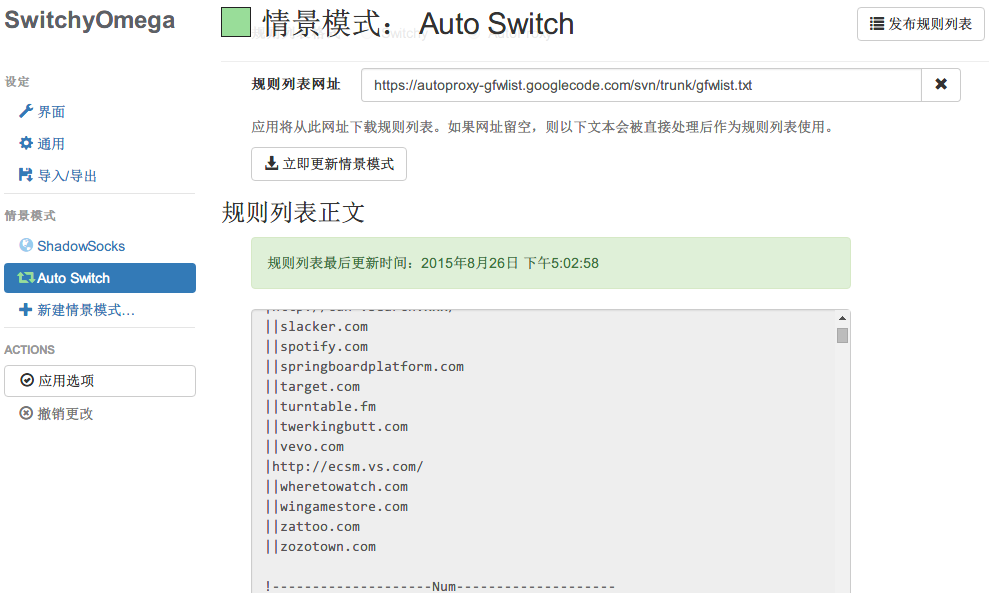 SwitchyOmega
设定
界面
通用
导入/导出
情景模式
ShadowSocks
Auto Switch
新建情景模式…
ACTIONS
应用选项
撤销更改
情景模式： Auto Switch
发布规则列表
规则列表网址
https://autoproxy-gfwlist.googlecode.com/svn/trunk/gfwlist.txt
应用将从此网址下载规则列表。如果网址留空，则以下文本会被直接处理后作为规则列表使用。
立即更新情景模式
规则列表正文
规则列表最后更新时间：2015年8月26日 下午5:02:58
||slacker.com
||spotify.com
||springboardplatform.com
||target.com
||turntable.fm
||twerkingbutt.com
||vevo.com
|http://ecsm.vs.com/
||wheretowatch.com
||wingamestore.com
||zattoo.com
||zozotown.com
!--------------------Num--------------------